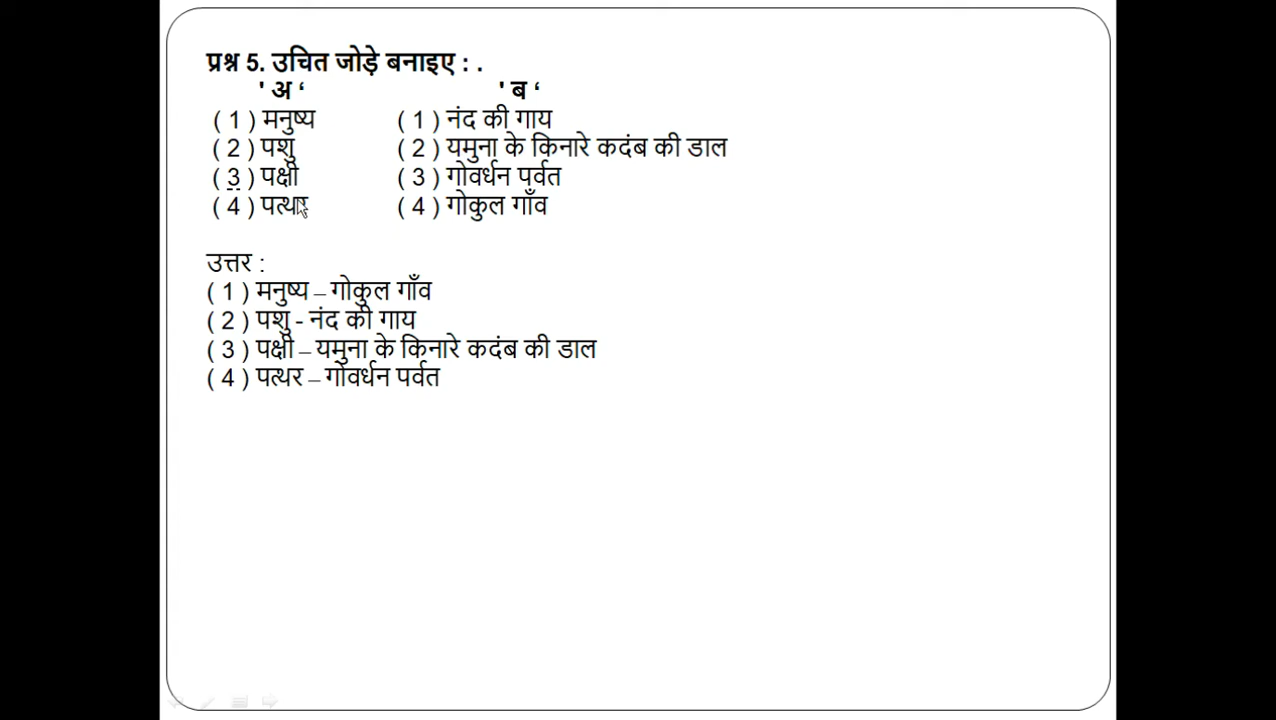 प्रश्न 5. उचित जोड़े बनाइए : .
' अ ‘ ' ब ‘
( 1 ) मनुष्य ( 1 ) नंद की गाय
( 2 ) पशु ( 2 ) यमुना के किनारे कदंब की डाल
( 3 ) पक्षी ( 3 ) गोवर्धन पर्वत
( 4 ) पत्थर ( 4 ) गोकुल गाँव
उत्तर :
( 1 ) मनुष्य – गोकुल गाँव
( 2 ) पशु - नंद की गाय
( 3 ) पक्षी – यमुना के किनारे कदंब की डाल
( 4 ) पत्थर – गोवर्धन पर्वत